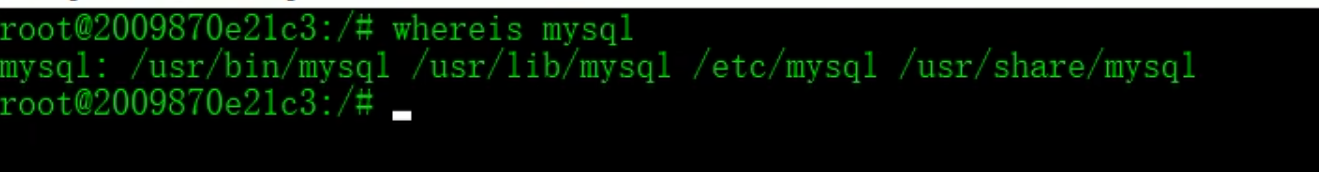 root@2009870e21c3:/# whereis mysql
mysql: /usr/bin/mysql /usr/lib/mysql /etc/mysql /usr/share/mysql
root@2009870e21c3:/#